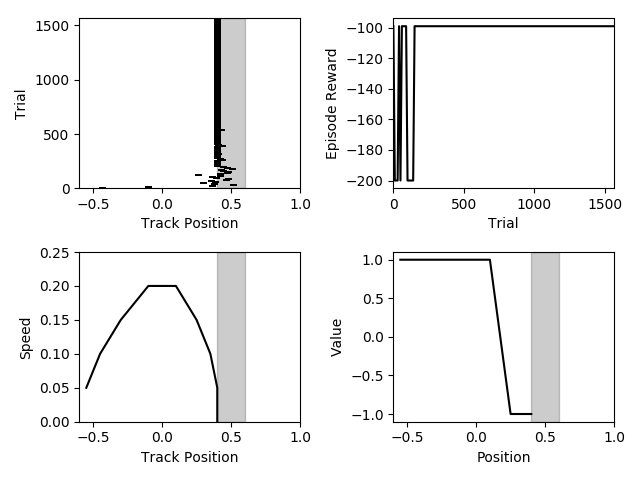 1500
1000
500
0
Trial
−0.5 0.0 0.5 1.0
Track Position
−100
−120
−140
−160
−180
−200
Episode Reward
0 500 1000 1500
Trial
0.25
0.20
0.15
0.10
0.05
0.00
Speed
−0.5 0.0 0.5 1.0
Track Position
1.0
0.5
0.0
−0.5
−1.0
Value
−0.5 0.0 0.5 1.0
Position